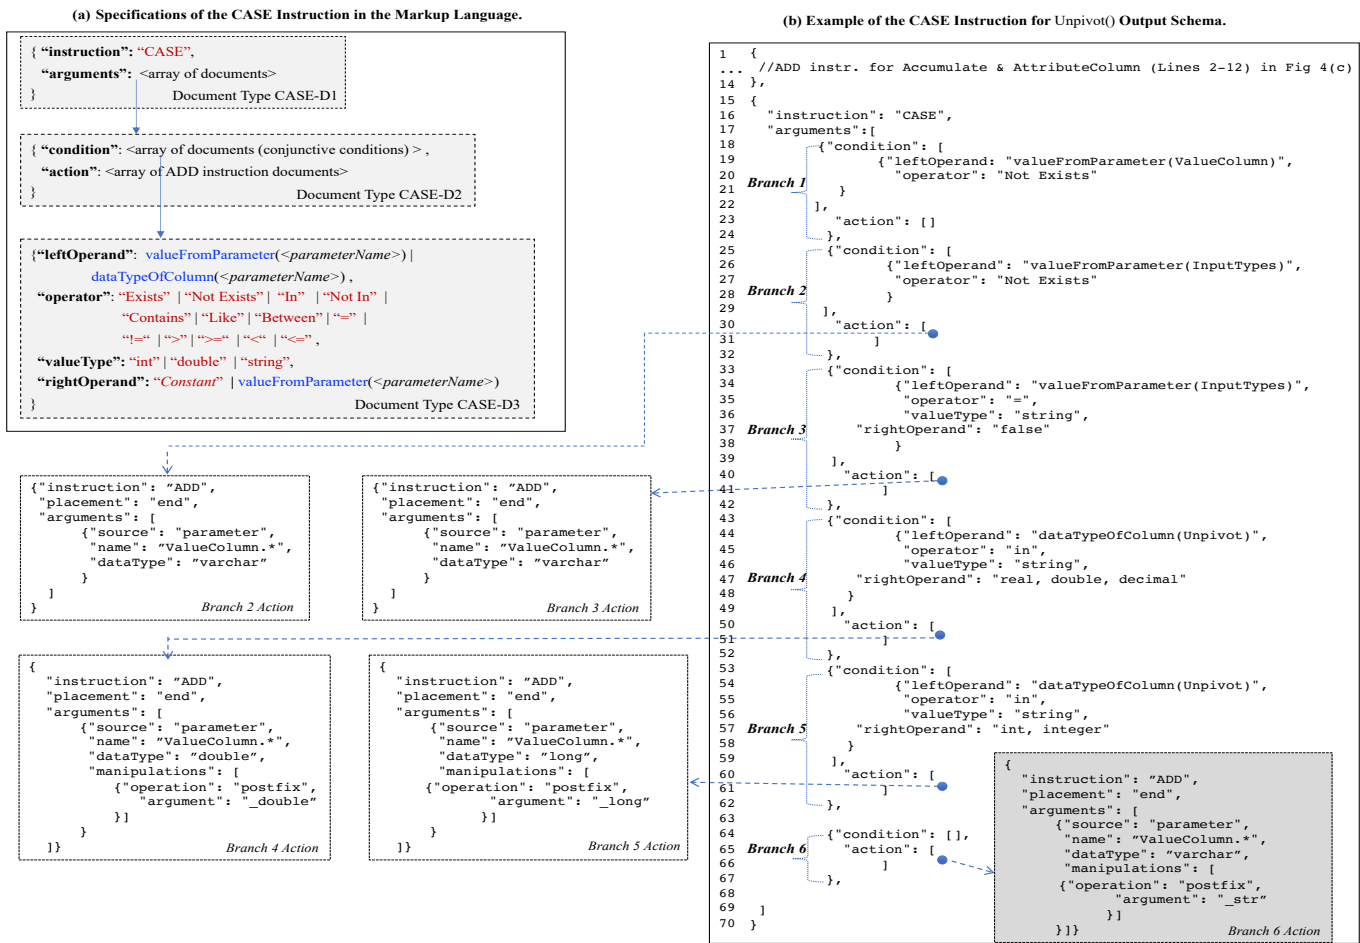 (a) Specifications of the CASE Instruction in the Markup Language.
{ “instruction”: “CASE”,
“arguments”: <array of documents>
}
Document Type CASE-D1
{ “condition”: <array of documents (conjunctive conditions) > ,
“action”: <array of ADD instruction documents>
}
Document Type CASE-D2
{“leftOperand”: valueFromParameter(<parameterName>) |
dataTypeOfColumn(<parameterName>) ,
“operator”: “Exists” | “Not Exists” | “In” | “Not In” |
“Contains” | “Like” | “Between” | “=” |
“!=“ | “>” | “>=“ | “<“ | “<=” ,
“valueType”: “int” | “double” | “string”,
“rightOperand”: “Constant” | valueFromParameter(<parameterName>)
}
Document Type CASE-D3
{"instruction": ”ADD",
"placement": "end",
"arguments": [
{"source": "parameter",
"name": ”ValueColumn.*",
"dataType": ”varchar”
}
]
}
Branch 2 Action
{"instruction": ”ADD",
"placement": "end",
"arguments": [
{"source": "parameter",
"name": ”ValueColumn.*",
"dataType": ”varchar”
}
]
}
Branch 3 Action
{
"instruction": ”ADD",
"placement": "end",
"arguments": [
{"source": "parameter",
"name": ”ValueColumn.*",
"dataType": ”double”,
"manipulations": [
{"operation": "postfix",
"argument": "_double”
}]
}
]}
Branch 4 Action
{
"instruction": ”ADD",
"placement": "end",
"arguments": [
{"source": "parameter",
"name": ”ValueColumn.*",
"dataType": ”long”,
"manipulations": [
{"operation": "postfix",
"argument": "_long”
}]
}
]}
Branch 5 Action
(b) Example of the CASE Instruction for Unpivot() Output Schema.
1 {
... //ADD instr. for Accumulate & AttributeColumn (Lines 2-12) in Fig 4(c)
14 },
15 {
16 "instruction": "CASE",
17 "arguments":[
18 {"condition": [
19 {"leftOperand: "valueFromParameter(ValueColumn)",
20 "operator": "Not Exists"
21 }
Branch 1
22 ],
23 "action": []
24 },
25 {"condition": [
26 {"leftOperand": "valueFromParameter(InputTypes)",
27 "operator": "Not Exists"
28 }
Branch 2
29 ],
30 "action": [
31 ]
32 },
33 {"condition": [
34 {"leftOperand": "valueFromParameter(InputTypes)",
35 "operator": "=",
36 "valueType": "string",
37 Branch 3 "rightOperand": "false"
38 }
39 ],
40 "action": [
41 ]
42 },
43 {"condition": [
44 {"leftOperand": "dataTypeOfColumn(Unpivot)",
45 "operator": "in",
46 "valueType": "string",
47 Branch 4 "rightOperand": "real, double, decimal"
48 }
49 ],
50 "action": [
51 ]
52 },
53 {"condition": [
54 {"leftOperand": "dataTypeOfColumn(Unpivot)",
55 "operator": "in",
56 "valueType": "string",
57 Branch 5 "rightOperand": "int, integer"
58 }
59 ],
60 "action": [
61 ]
62 },
63
64 {"condition": [],
65 Branch 6 "action": [
66 ]
67 },
68
69 ]
70 }
{
"instruction": ”ADD",
"placement": "end",
"arguments": [
{"source": "parameter",
"name": ”ValueColumn.*",
"dataType": ”varchar”,
"manipulations": [
{"operation": "postfix",
"argument": "_str”
}]
}]}
Branch 6 Action